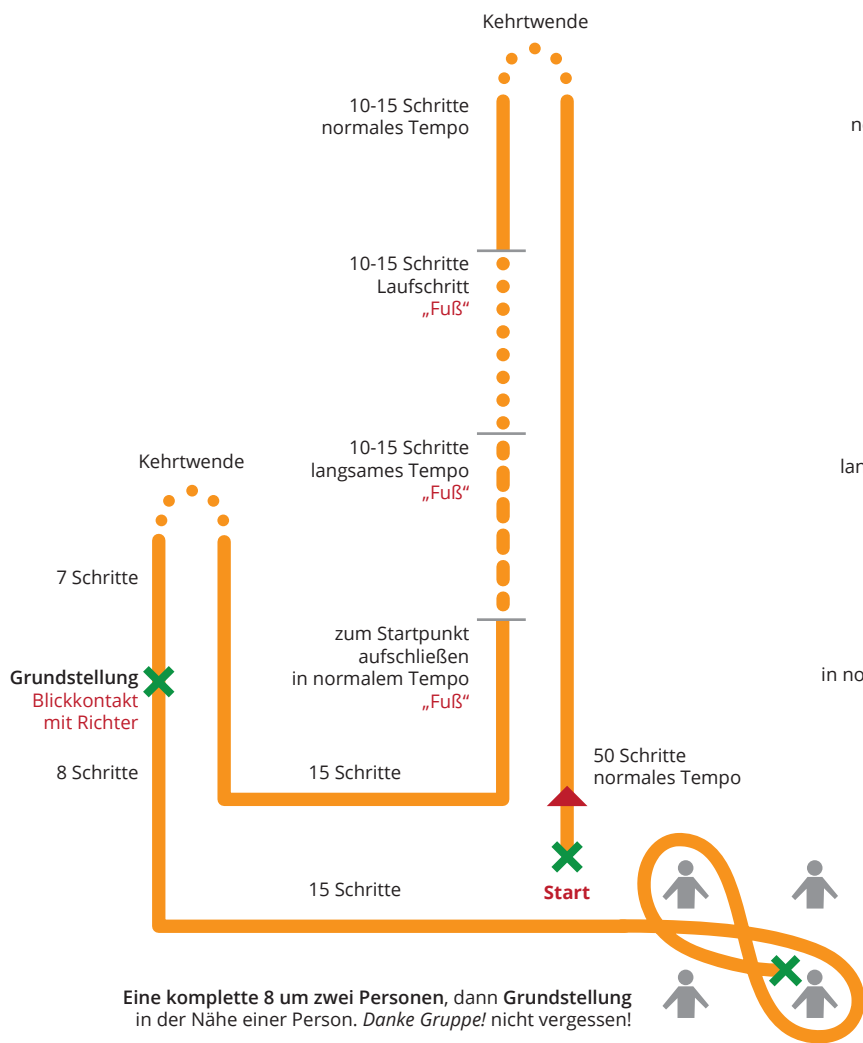 Kehrtwende
10-15 Schritte
normales Tempo
10-15 Schritte
Laufschritt
„Fuß“
10-15 Schritte
langsames Tempo
„Fuß“
Kehrtwende
7 Schritte
zum Startpunkt
aufschließen
in normalem Tempo
„Fuß“
Grundstellung
Blickkontakt
mit Richter
8 Schritte
15 Schritte
50 Schritte
normales Tempo
Start
15 Schritte
Eine komplette 8 um zwei Personen, dann Grundstellung
in der Nähe einer Person. Danke Gruppe! nicht vergessen!
n
lan
in no